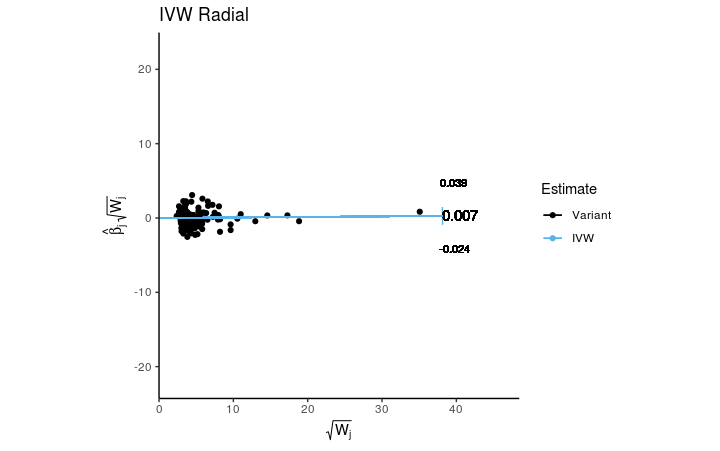 IVW Radial
20
10
0
-10
-20
β̂j√Wj
0.039
0.007
-0.024
0
10
20
30
40
√Wj
Estimate
Variant
IVW